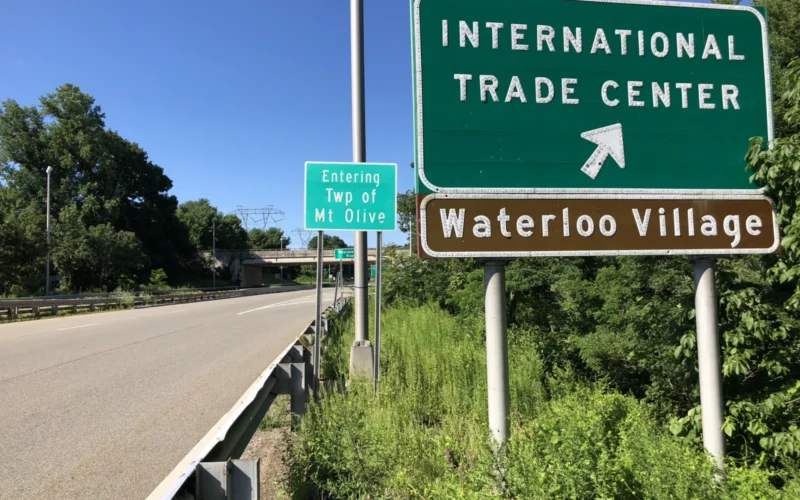 INTERNATIONAL
TRADE CENTER
Waterloo Village
Entering
Twp of
Mt Olive